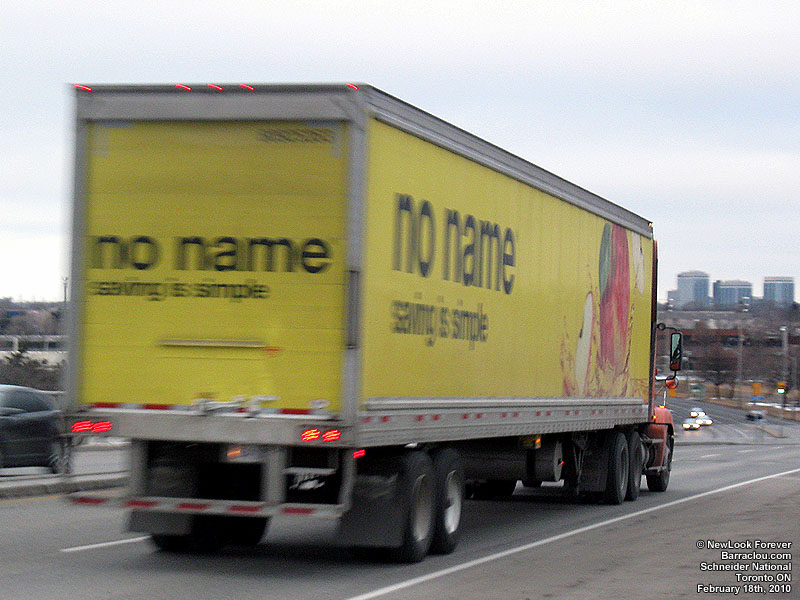 no name
saving is simple
no name
saving is simple
© NewLook Forever
Barraclou.com
Schneider National
Toronto,ON
February 18th, 2010